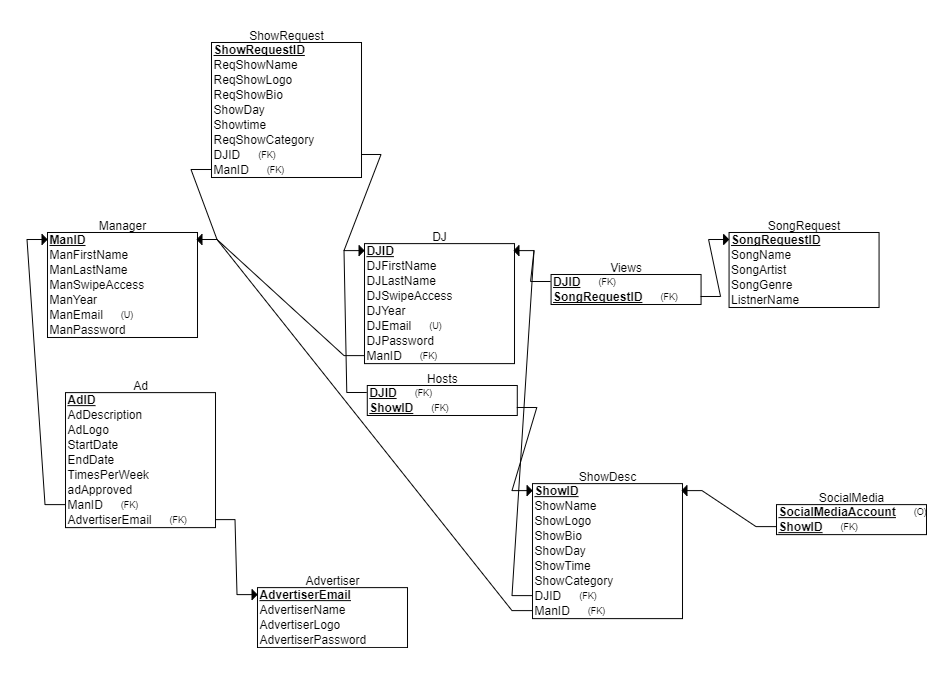 ShowRequest
ShowRequestID
ReqShowName
ReqShowLogo
ReqShowBio
ShowDay
Showtime
ReqShowCategory
DJID (FK)
ManID (FK)
Manager
ManID
ManFirstName
ManLastName
ManSwipeAccess
ManYear
ManEmail (U)
ManPassword
DJ
DJID
DJFirstName
DJLastName
DJSwipeAccess
DJYear
DJEmail (U)
DJPassword
ManID (FK)
Views
DJID (FK)
SongRequestID (FK)
SongRequest
SongRequestID
SongName
SongArtist
SongGenre
ListnerName
Ad
AdID
AdDescription
AdLogo
StartDate
EndDate
TimesPerWeek
adApproved
ManID (FK)
AdvertiserEmail (FK)
Hosts
DJID (FK)
ShowID (FK)
ShowDesc
ShowID
ShowName
ShowLogo
ShowBio
ShowDay
ShowTime
ShowCategory
DJID (FK)
ManID (FK)
SocialMedia
SocialMediaAccount (O)
ShowID (FK)
Advertiser
AdvertiserEmail
AdvertiserName
AdvertiserLogo
AdvertiserPassword